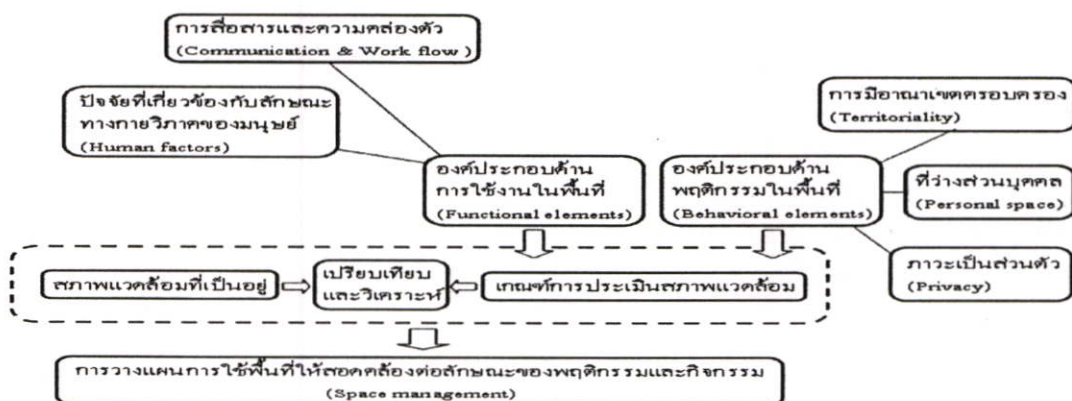 การสื่อสารและความคล่องตัว
(Communication & Work flow )
ปัจจัยที่เกี่ยวข้องกับลักษณะ
ทางกายวิภาคของมนุษย์
(Human factors)
การมีอาณาเขตครอบครอง
(Territoriality)
องค์ประกอบด้าน
การใช้งานในพื้นที่
(Functional elements)
องค์ประกอบด้าน
พฤติกรรมในพื้นที่
(Behavioral elements)
ที่ว่างส่วนบุคคล
(Personal space)
ภาวะเป็นส่วนตัว
(Privacy)
สภาพแวดล้อมที่เป็นอยู่
เปรียบเทียบ
และวิเคราะห์
เกณฑ์การประเมินสภาพแวดล้อม
การวางแผนการใช้พื้นที่ให้สอดคล้องต่อลักษณะของพฤติกรรมและกิจกรรม
(Space management)